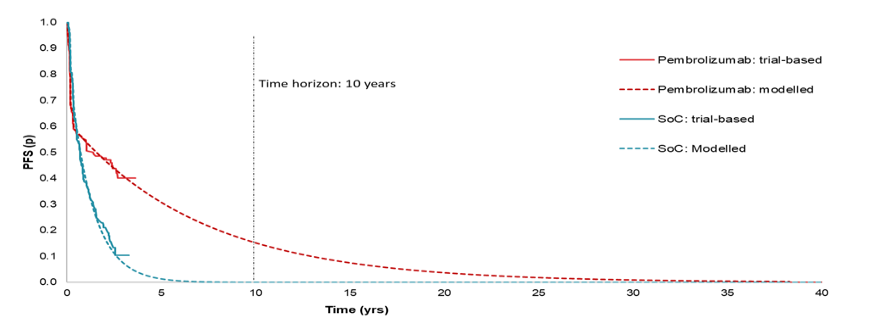 1.0
0.9
0.8
0.7
0.6
0.5
0.4
0.3
0.2
0.1
0.0
PFS (p)
Time horizon: 10 years
Pembrolizumab: trial-based
Pembrolizumab: modelled
SoC: trial-based
SoC: Modelled
0 5 10 15 20 25 30 35 40
Time (yrs)